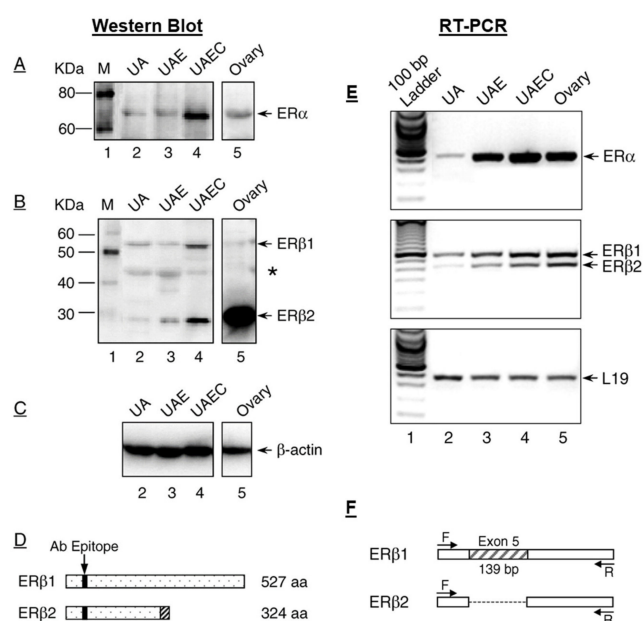 Western Blot
A
KDa M UA UAE UAEC Ovary
80
60
ERα
1 2 3 4 5
B
KDa M UA UAE UAEC Ovary
60
50
40
30
ERβ1
*
ERβ2
1 2 3 4 5
C
UA UAE UAEC Ovary
β-actin
2 3 4 5
D
Ab Epitope
ERβ1 527 aa
ERβ2 324 aa
RT-PCR
E
100 bp Ladder UA UAE UAEC Ovary
ERα
ERβ1
ERβ2
L19
1 2 3 4 5
F
ERβ1 F Exon 5 R
139 bp
ERβ2 F R